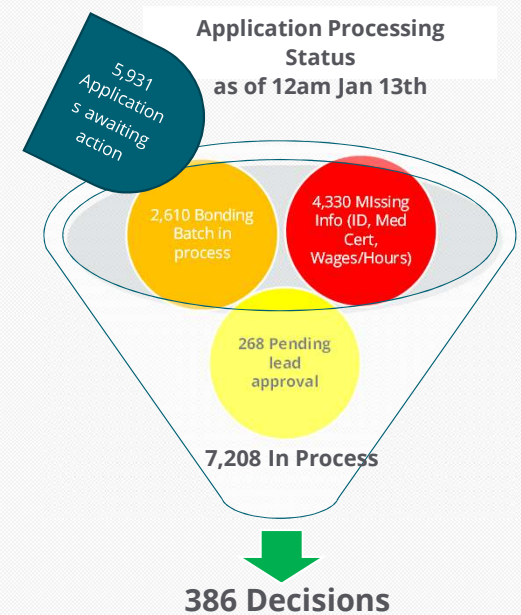 Application Processing
Status
as of 12am Jan 13th
5,931
Application
s awaiting
action
2,610 Bonding
Batch in
process
4,330 MIssing
Info (ID, Med
Cert,
Wages/Hours)
268 Pending
lead
approval
7,208 In Process
386 Decisions